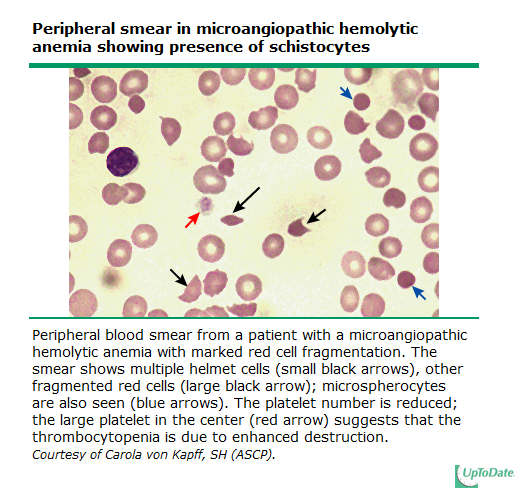 Peripheral smear in microangiopathic hemolytic
anemia showing presence of schistocytes
Peripheral blood smear from a patient with a microangiopathic
hemolytic anemia with marked red cell fragmentation. The
smear shows multiple helmet cells (small black arrows), other
fragmented red cells (large black arrow); microspherocytes
are also seen (blue arrows). The platelet number is reduced;
the large platelet in the center (red arrow) suggests that the
thrombocytopenia is due to enhanced destruction.
Courtesy of Carola von Kapff, SH (ASCP).
UpToDate